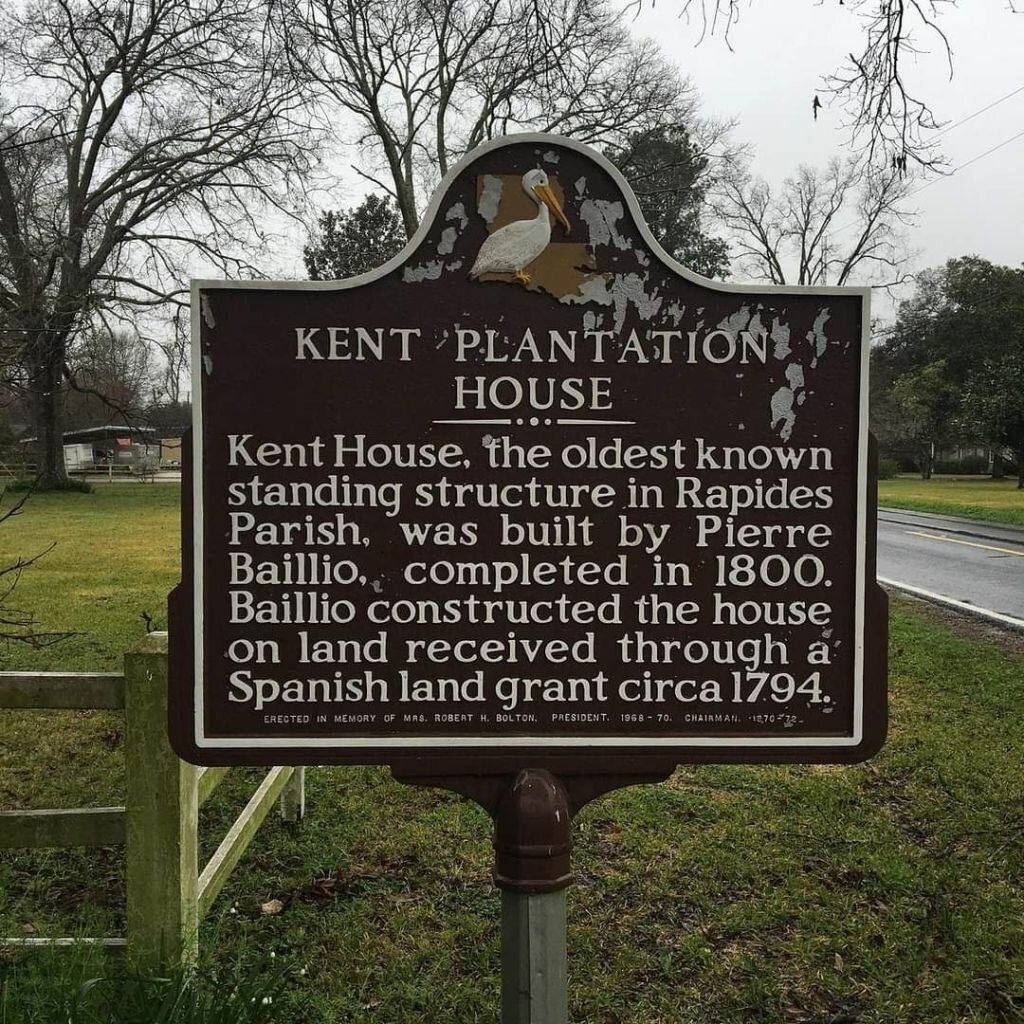 KENT PLANTATION
HOUSE
Kent House, the oldest known
standing structure in Rapides
Parish, was built by Pierre
Baillio, completed in 1800.
Baillio constructed the house
on land received through a
Spanish land grant circa 1794.
ERECTED IN MEMORY OF MRS. ROBERT H. BOLTON, PRESIDENT, 1968 - 70, CHAIRMAN, 1970-72